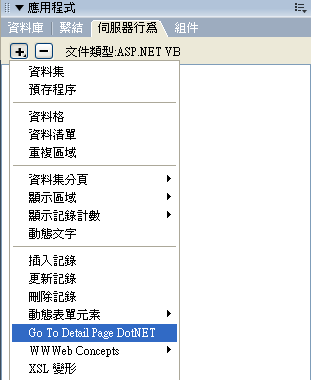 應用程式
資料庫 繫結 伺服器行爲 組件
文件類型:ASP.NET VB
資料集
預存程序
資料格
資料清單
重複區域
資料集分頁
顯示區域
顯示記錄計數
動態文字
插入記錄
更新記錄
刪除記錄
動態表單元素
Go To Detail Page DotNET
WWWeb Concepts
XSL 變形